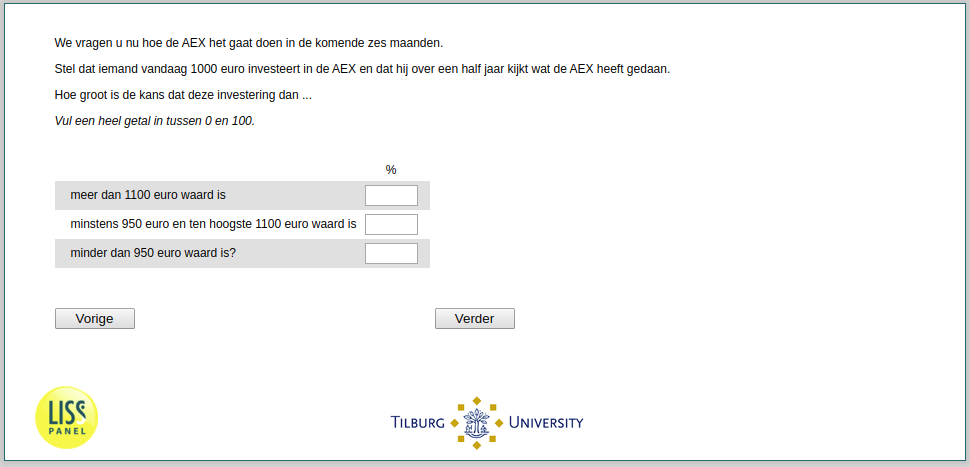 We vragen u nu hoe de AEX het gaat doen in de komende zes maanden.
Stel dat iemand vandaag 1000 euro investeert in de AEX en dat hij over een half jaar kijkt wat de AEX heeft gedaan.
Hoe groot is de kans dat deze investering dan ...
Vul een heel getal in tussen 0 en 100.
%
meer dan 1100 euro waard is
minstens 950 euro en ten hoogste 1100 euro waard is
minder dan 950 euro waard is?
Vorige
Verder
LISS
PANEL
TILBURG UNIVERSITY